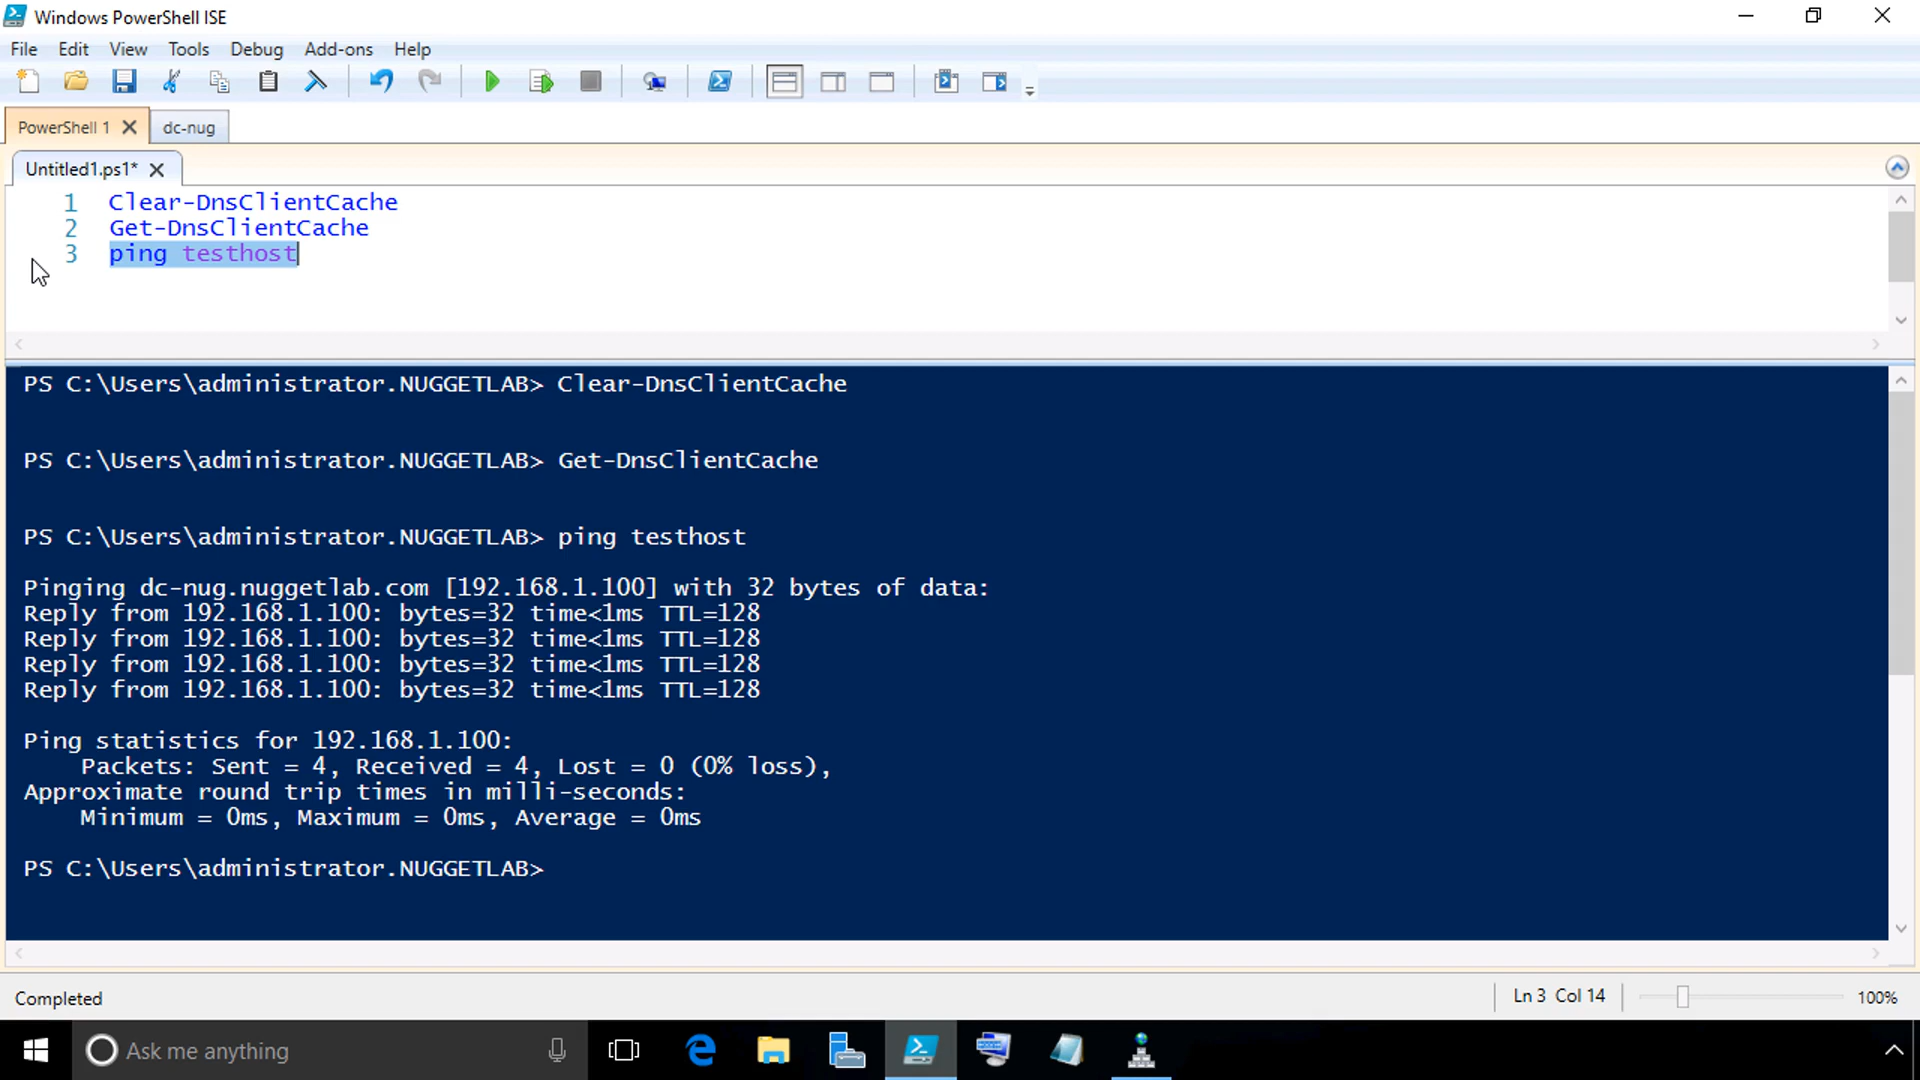 Windows PowerShell ISE
File Edit View Tools Debug Add-ons Help
PowerShell 1 dc-nug
Untitled1.ps1*
1 Clear-DnsClientCache
2 Get-DnsClientCache
3 ping testhost
PS C:\Users\administrator.NUGGETLAB> Clear-DnsClientCache
PS C:\Users\administrator.NUGGETLAB> Get-DnsClientCache
PS C:\Users\administrator.NUGGETLAB> ping testhost
Pinging dc-nug.nuggetlab.com [192.168.1.100] with 32 bytes of data:
Reply from 192.168.1.100: bytes=32 time<1ms TTL=128
Reply from 192.168.1.100: bytes=32 time<1ms TTL=128
Reply from 192.168.1.100: bytes=32 time<1ms TTL=128
Reply from 192.168.1.100: bytes=32 time<1ms TTL=128
Ping statistics for 192.168.1.100:
Packets: Sent = 4, Received = 4, Lost = 0 (0% loss),
Approximate round trip times in milli-seconds:
Minimum = 0ms, Maximum = 0ms, Average = 0ms
PS C:\Users\administrator.NUGGETLAB>
Completed Ln 3 Col 14 100%
Ask me anything